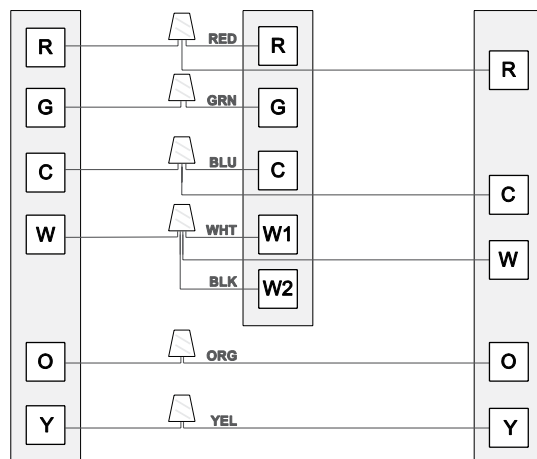 R RED R
R
G GRN G
C BLU C
C
W WHT W1
W
BLK W2
O ORG O
Y YEL Y